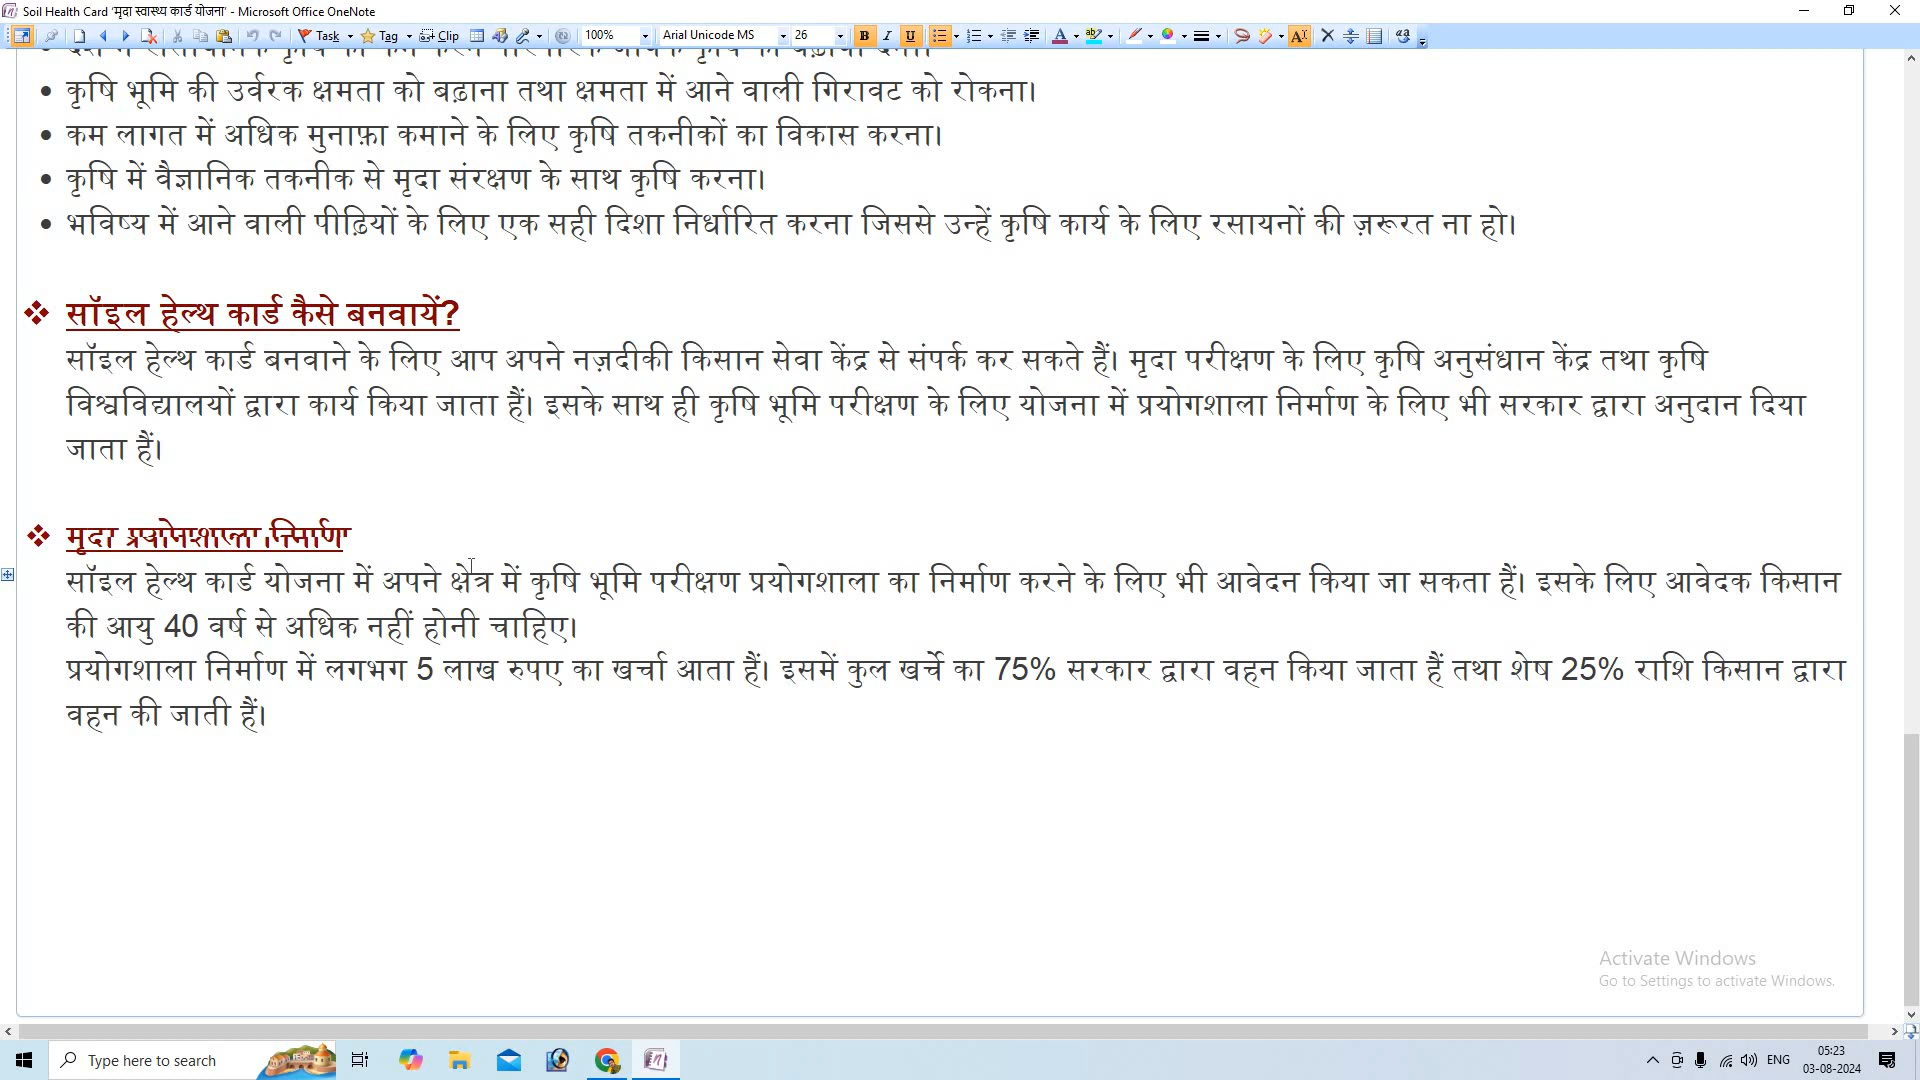 Soil Health Card 'मृदा स्वास्थ्य कार्ड योजना' - Microsoft Office OneNote
Task Tag Clip 100% Arial Unicode MS 26 B I U
• कृषि भूमि की उर्वरक क्षमता को बढ़ाना तथा क्षमता में आने वाली गिरावट को रोकना।
• कम लागत में अधिक मुनाफ़ा कमाने के लिए कृषि तकनीकों का विकास करना।
• कृषि में वैज्ञानिक तकनीक से मृदा संरक्षण के साथ कृषि करना।
• भविष्य में आने वाली पीढ़ियों के लिए एक सही दिशा निर्धारित करना जिससे उन्हें कृषि कार्य के लिए रसायनों की ज़रूरत ना हो।
❖ सॉइल हेल्थ कार्ड कैसे बनवायें?
सॉइल हेल्थ कार्ड बनवाने के लिए आप अपने नज़दीकी किसान सेवा केंद्र से संपर्क कर सकते हैं। मृदा परीक्षण के लिए कृषि अनुसंधान केंद्र तथा कृषि
विश्वविद्यालयों द्वारा कार्य किया जाता हैं। इसके साथ ही कृषि भूमि परीक्षण के लिए योजना में प्रयोगशाला निर्माण के लिए भी सरकार द्वारा अनुदान दिया
जाता हैं।
❖ मृदा प्रयोगशाला निर्माण
सॉइल हेल्थ कार्ड योजना में अपने क्षेत्र में कृषि भूमि परीक्षण प्रयोगशाला का निर्माण करने के लिए भी आवेदन किया जा सकता हैं। इसके लिए आवेदक किसान
की आयु 40 वर्ष से अधिक नहीं होनी चाहिए।
प्रयोगशाला निर्माण में लगभग 5 लाख रुपए का खर्चा आता हैं। इसमें कुल खर्चे का 75% सरकार द्वारा वहन किया जाता हैं तथा शेष 25% राशि किसान द्वारा
वहन की जाती हैं।
Activate Windows
Go to Settings to activate Windows.
Type here to search
ENG
05:23
03-08-2024